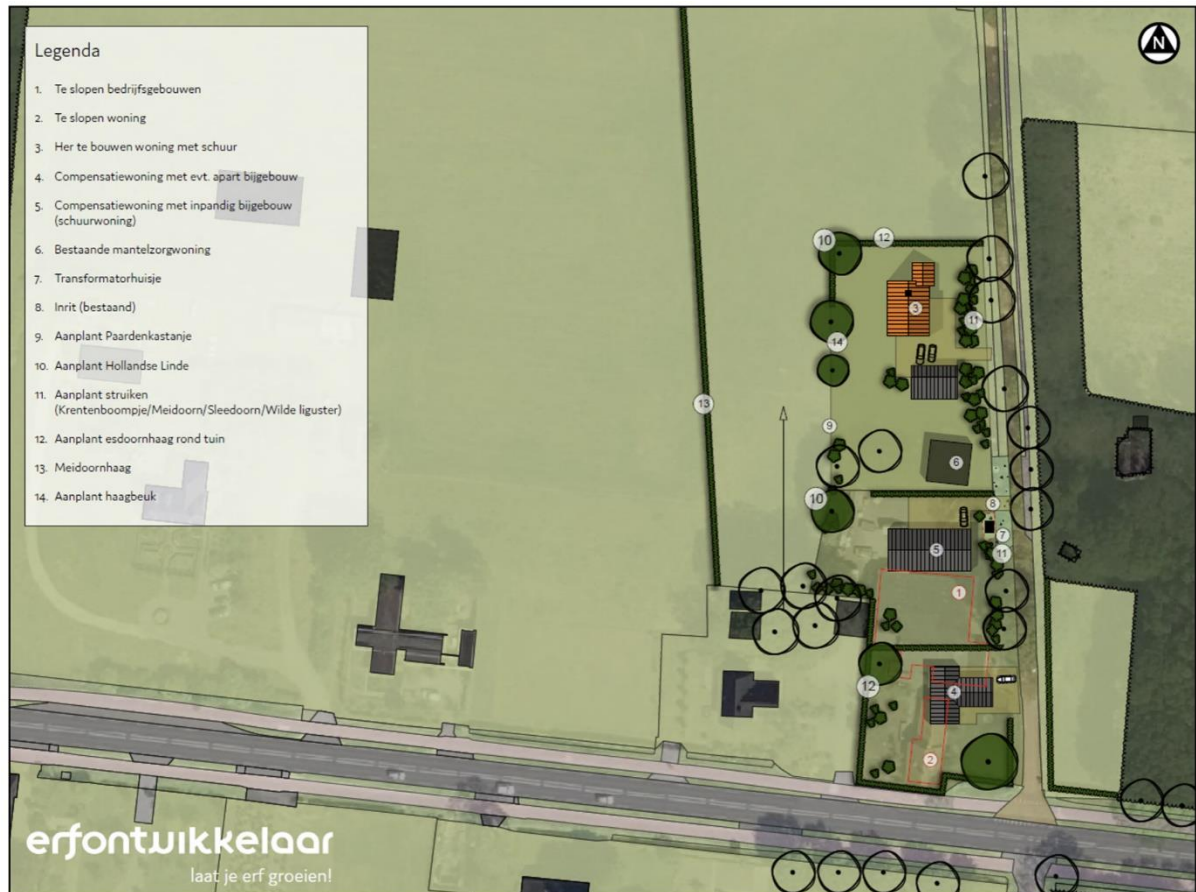 Legenda
1. Te slopen bedrijfsgebouwen
2. Te slopen woning
3. Her te bouwen woning met schuur
4. Compensatiewoning met evt. apart bijgebouw
5. Compensatiewoning met inpandig bijgebouw
(schuurwoning)
6. Bestaande mantelzorgwoning
7. Transformatorhuisje
8. Inrit (bestaand)
9. Aanplant Paardenkastanje
10. Aanplant Hollandse Linde
11. Aanplant struiken
(Krentenboompje/Meidoorn/Sleedoorn/Wilde liguster)
12. Aanplant esdoornhaag rond tuin
13. Meidoornhaag
14. Aanplant haagbeuk
N
10
12
3
11
14
13
9
6
10
8
7
5
11
1
12
4
2
erfontwikkelaar
laat je erf groeien!